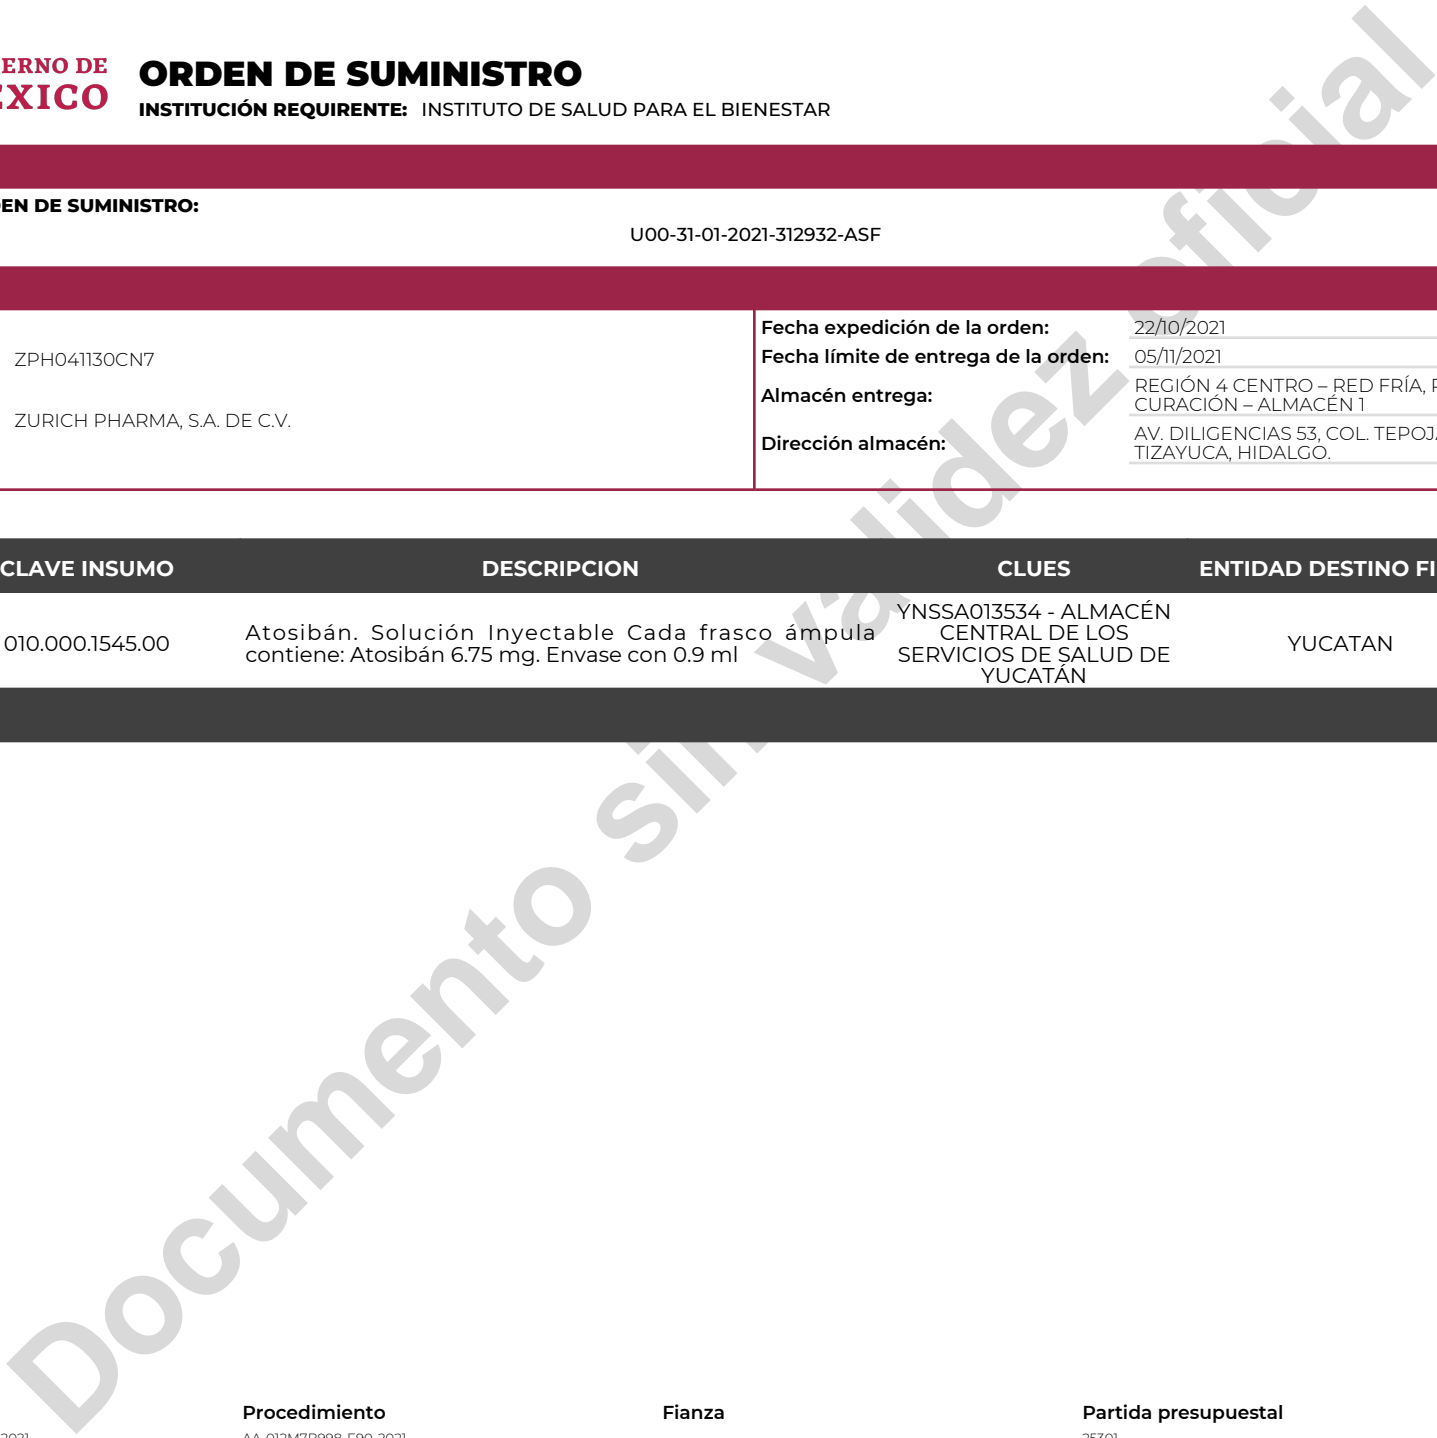 ERNO DE
EXICO
ORDEN DE SUMINISTRO
INSTITUCIÓN REQUIRENTE: INSTITUTO DE SALUD PARA EL BIENESTAR
EN DE SUMINISTRO:
U00-31-01-2021-312932-ASF
ZPH041130CN7
ZURICH PHARMA, S.A. DE C.V.
Fecha expedición de la orden: 22/10/2021
Fecha límite de entrega de la orden: 05/11/2021
Almacén entrega: REGIÓN 4 CENTRO – RED FRÍA,
CURACIÓN – ALMACÉN 1
Dirección almacén: AV. DILIGENCIAS 53, COL. TEPOJA
TIZAYUCA, HIDALGO.
CLAVE INSUMO DESCRIPCION CLUES ENTIDAD DESTINO FI
010.000.1545.00
Atosibán. Solución Inyectable Cada frasco ámpula
contiene: Atosibán 6.75 mg. Envase con 0.9 ml
YNSSA013534 - ALMACÉN
CENTRAL DE LOS
SERVICIOS DE SALUD DE
YUCATÁN
YUCATAN
Documento sin validez oficial
Procedimiento Fianza Partida presupuestal